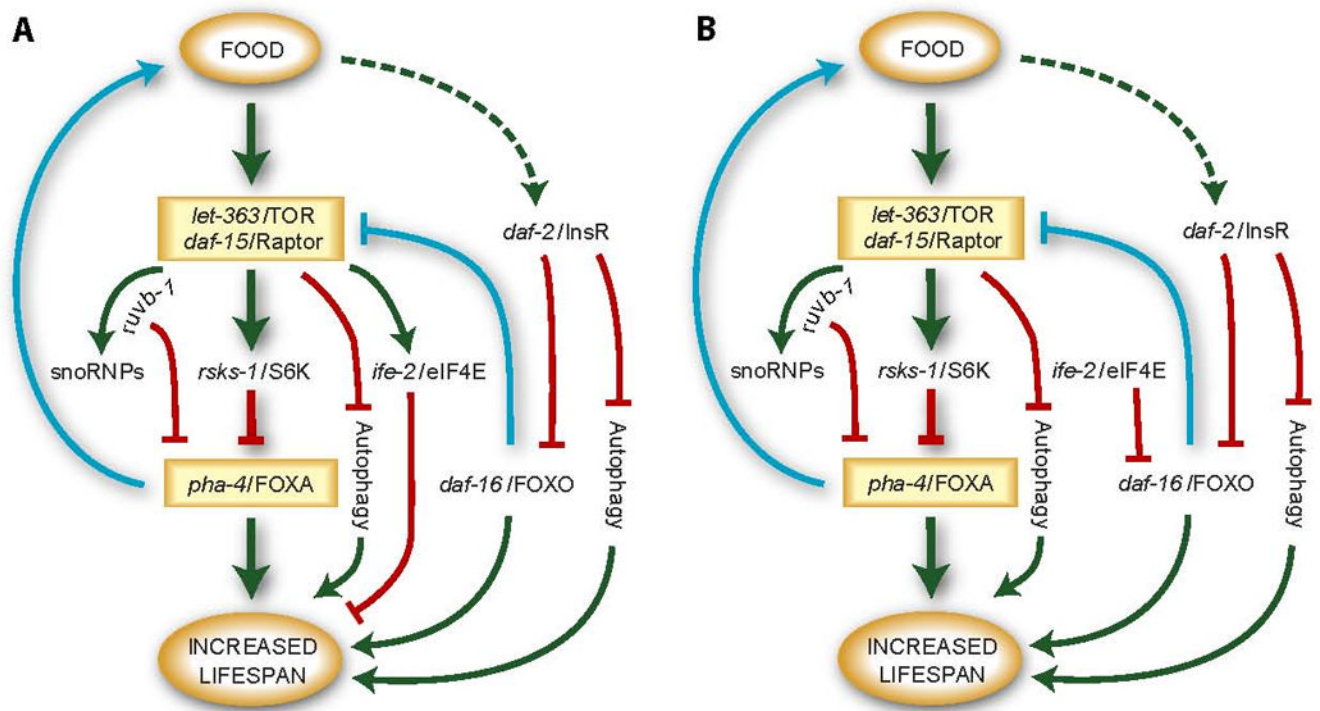 A
FOOD
let-363/TOR
daf-15/Raptor
daf-2/InsR
ruvb-1
snoRNPs
rsks-1/S6K
ife-2/eIF4E
Autophagy
Autophagy
pha-4/FOXA
daf-16/FOXO
INCREASED
LIFESPAN
B
FOOD
let-363/TOR
daf-15/Raptor
daf-2/InsR
ruvb-1
snoRNPs
rsks-1/S6K
ife-2/eIF4E
Autophagy
Autophagy
pha-4/FOXA
daf-16/FOXO
INCREASED
LIFESPAN